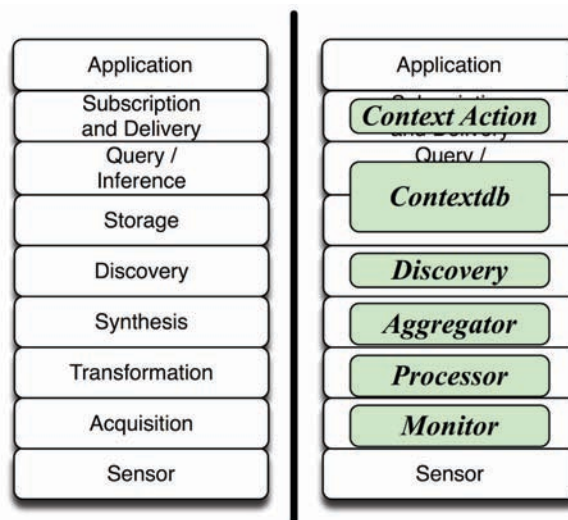 Application
Subscription
and Delivery
Query /
Inference
Storage
Discovery
Synthesis
Transformation
Acquisition
Sensor
Application
Context Action
Query /
Contextdb
Discovery
Aggregator
Processor
Monitor
Sensor